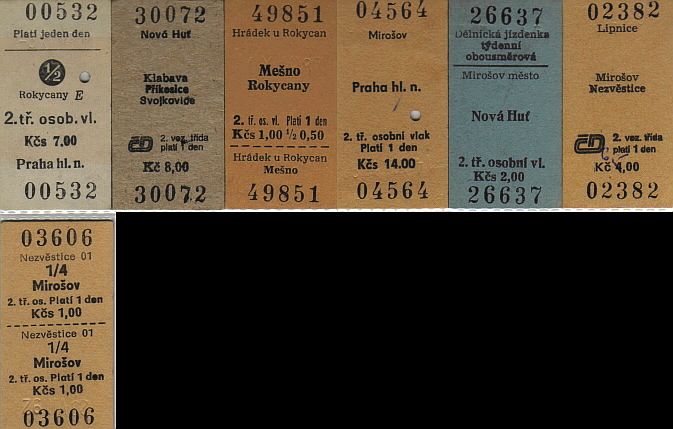 00532
Platí jeden den
1/2
Rokycany E
2.tř. osob. vl.
Kčs 7,00
Praha hl. n.
00532
30072
Nová Huť
Klabava
Příkosice
Svojkovice
ČD 2. voz. třída
platí 1 den
Kč 8,00
30072
49851
Hrádek u Rokycan
Mešno
Rokycany
2. tř. os. vl. Platí 1 den
Kčs 1,00 ½ 0,50
Hrádek u Rokycan
Mešno
49851
04564
Mirošov
Praha hl. n.
2. tř. osobní vlak
Platí 1 den
Kčs 14.00
04564
26637
Dělnická jízdenka
týdenní
obousměrová
Mirošov město
Nová Huť
2. tř. osobní vl.
Kčs 2,00
26637
02382
Lipnice
Mirošov
Nezvěstice
ČD 2. voz. třída
platí 1 den
Kč 4,00
02382
03606
Nezvěstice 01
1/4
Mirošov
2. tř. os. Platí 1 den
Kčs 1,00
Nezvěstice 01
1/4
Mirošov
2. tř. os. Platí 1 den
Kčs 1,00
03606